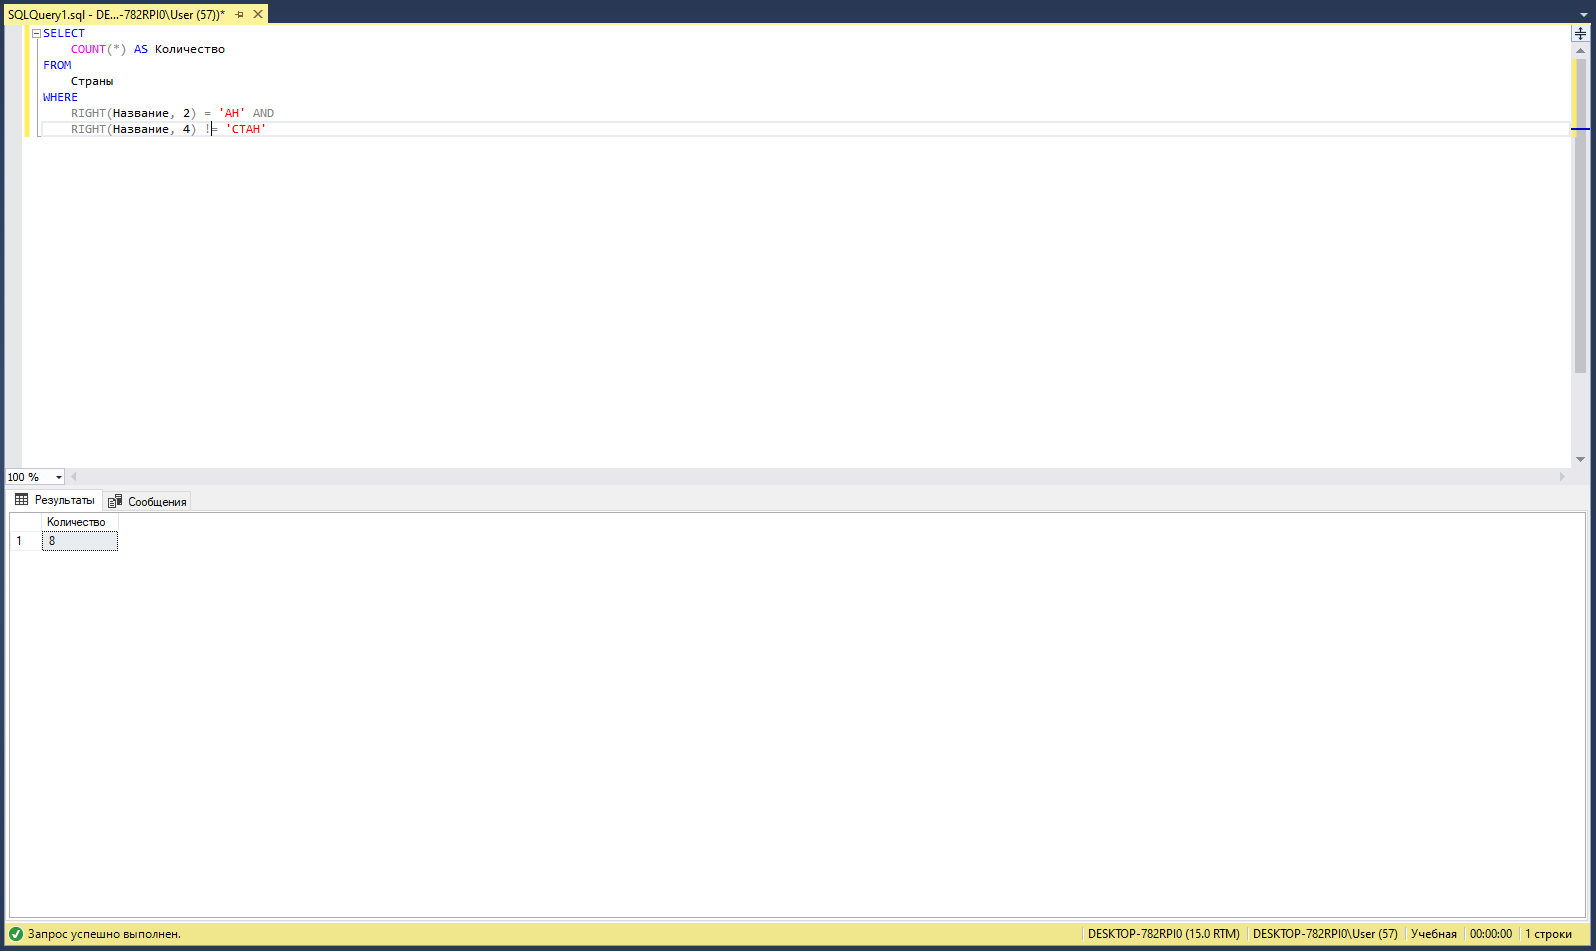 SQLQuery1.sql - DE...-782RPI0\User (57))*
SELECT
COUNT(*) AS Количество
FROM
Страны
WHERE
RIGHT(Название, 2) = 'АН' AND
RIGHT(Название, 4) != 'СТАН'
100 %
Результаты Сообщения
Количество
1 8
Запрос успешно выполнен. DESKTOP-782RPI0 (15.0 RTM) DESKTOP-782RPI0\User (57) Учебная 00:00:00 1 строки